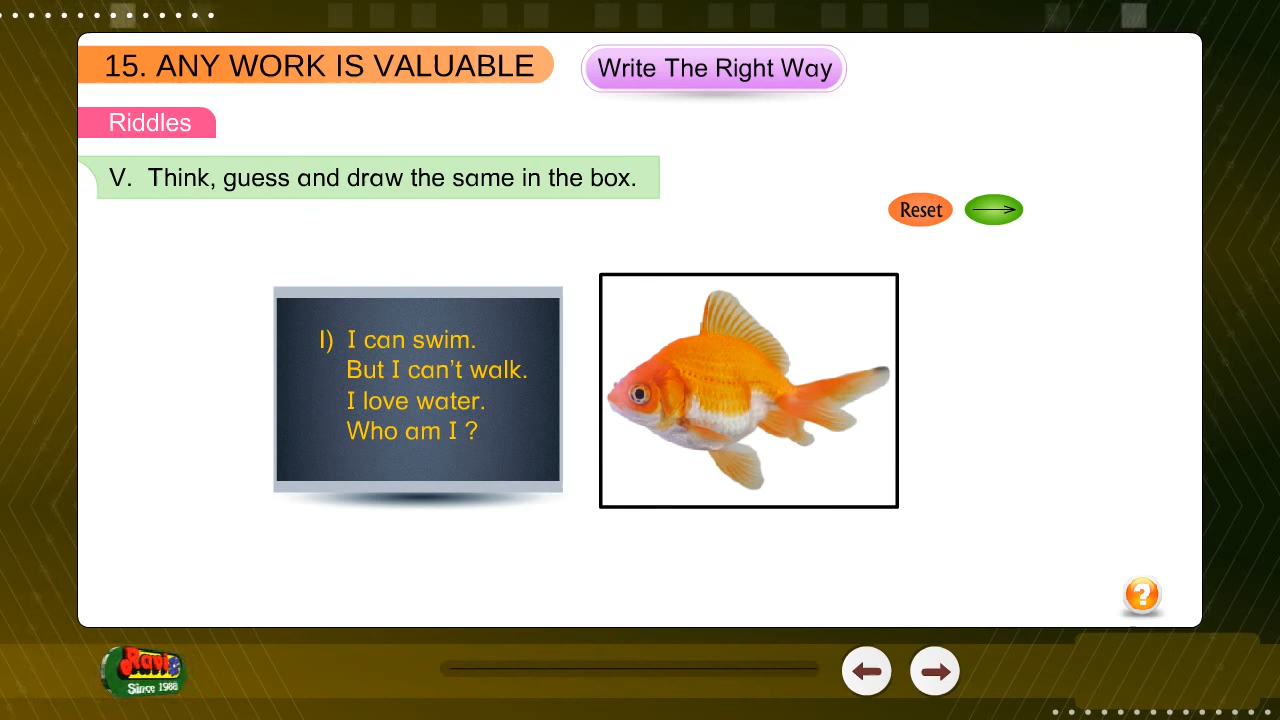 15. ANY WORK IS VALUABLE
Write The Right Way
Riddles
V. Think, guess and draw the same in the box.
Reset
I) I can swim.
But I can't walk.
I love water.
Who am I ?
?
Ravi's
Since 1988